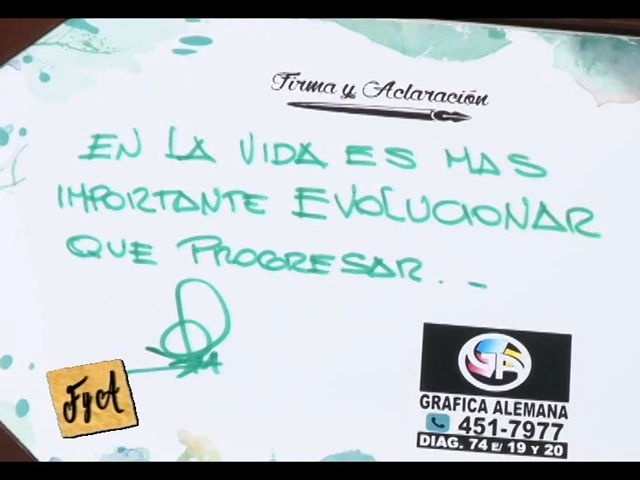 Firma y Aclaración
EN LA VIDA ES MAS
IMPORTANTE EVOLUCIONAR
QUE PROGRESAR...
FyA
GA
GRAFICA ALEMANA
451-7977
DIAG. 74 E/ 19 Y 20